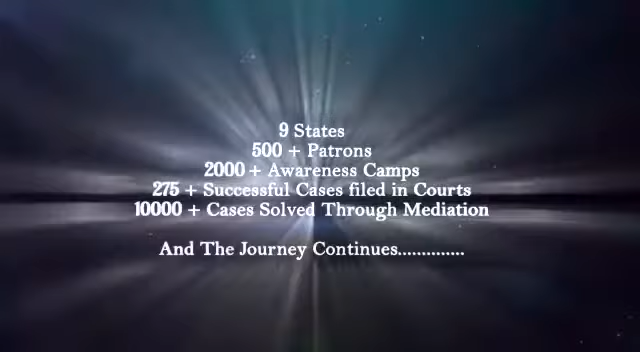 9 States
500 + Patrons
2000 + Awareness Camps
275 + Successful Cases filed in Courts
10000 + Cases Solved Through Mediation
And The Journey Continues..............